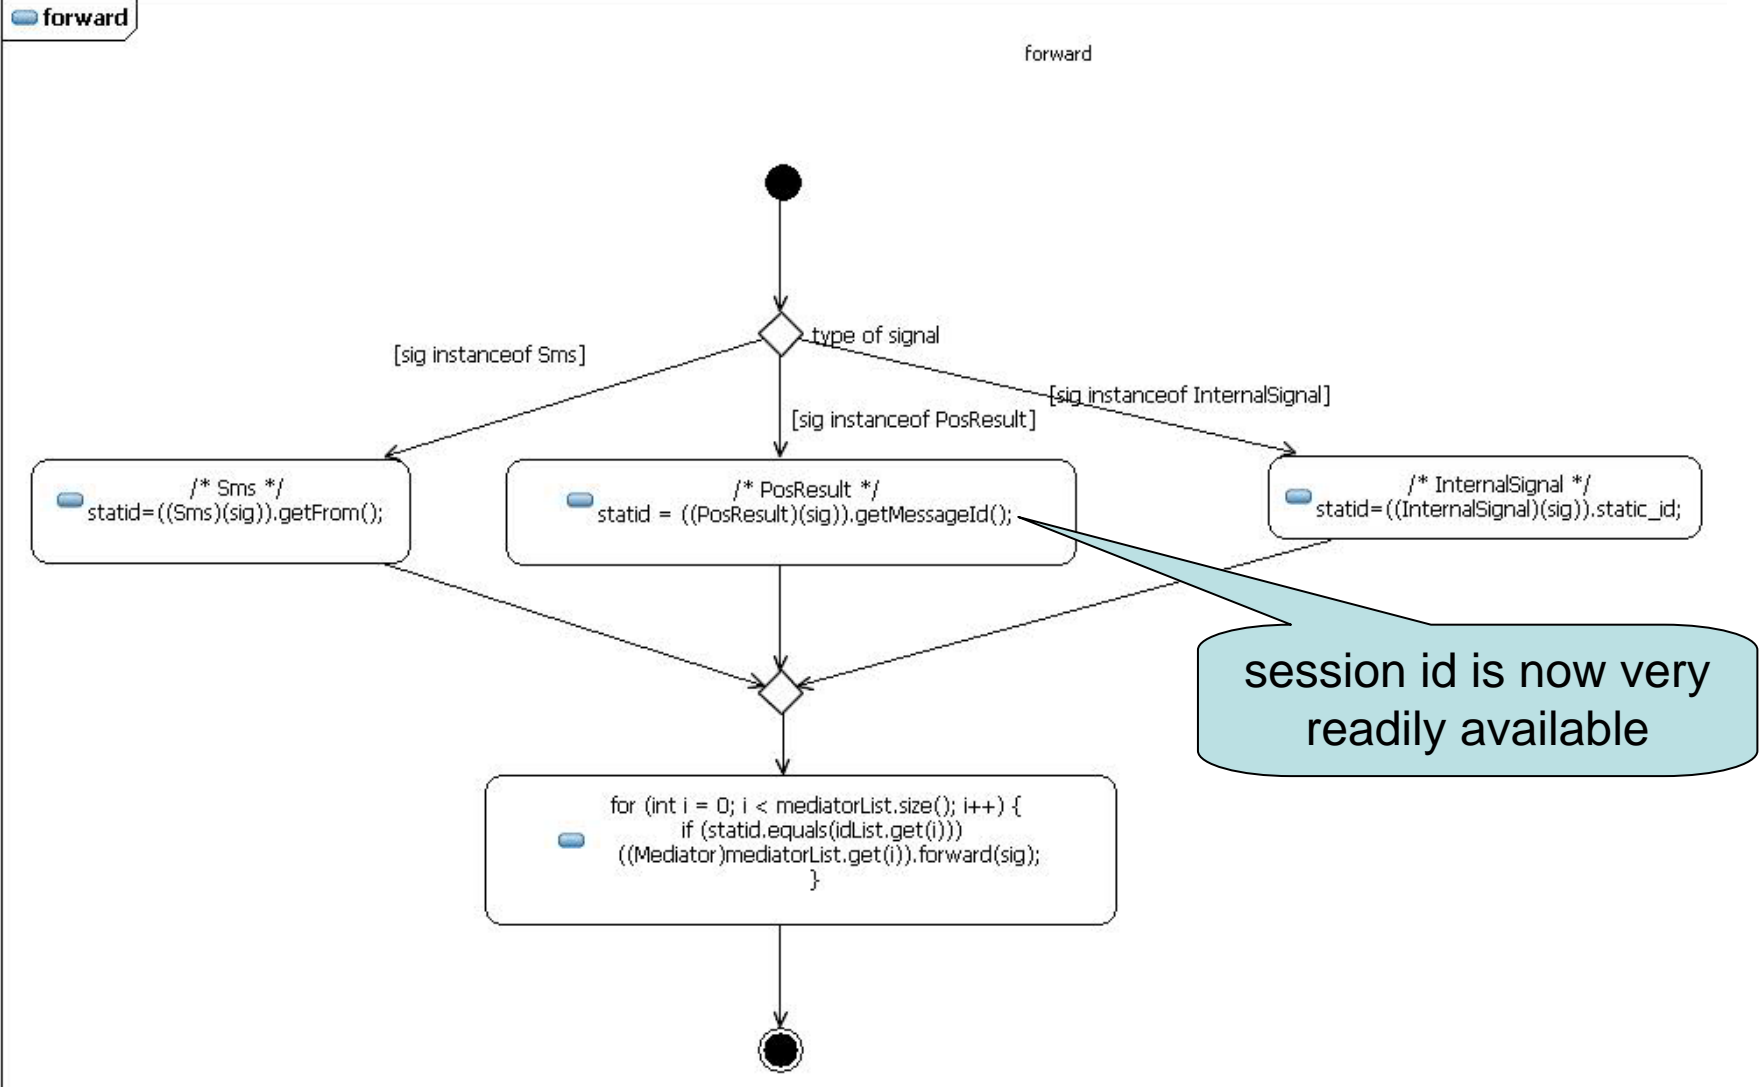 forward
forward
type of signal
[sig instanceof Sms]
[sig instanceof InternalSignal]
[sig instanceof PosResult]
/* Sms */
statid=((Sms)(sig)).getFrom();
/* PosResult */
statid = ((PosResult)(sig)).getMessageId();
/* InternalSignal */
statid=((InternalSignal)(sig)).static_id;
session id is now very
readily available
for (int i = 0; i < mediatorList.size(); i++) {
if (statid.equals(idList.get(i)))
((Mediator)mediatorList.get(i)).forward(sig);
}